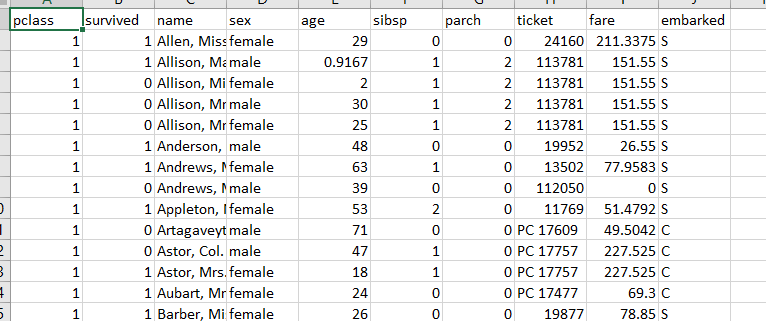 pclass survived name sex age sibsp parch ticket fare embarked
1 1 Allen, Miss female 29 0 0 24160 211.3375 S
1 1 Allison, Ma male 0.9167 1 2 113781 151.55 S
1 0 Allison, Mi female 2 1 2 113781 151.55 S
1 0 Allison, Mr male 30 1 2 113781 151.55 S
1 0 Allison, Mr female 25 1 2 113781 151.55 S
1 1 Anderson, male 48 0 0 19952 26.55 S
1 1 Andrews, M female 63 1 0 13502 77.9583 S
1 0 Andrews, M male 39 0 0 112050 0 S
1 1 Appleton, female 53 2 0 11769 51.4792 S
1 0 Artagaveyt male 71 0 0 PC 17609 49.5042 C
1 0 Astor, Col. male 47 1 0 PC 17757 227.525 C
1 1 Astor, Mrs. female 18 1 0 PC 17757 227.525 C
1 1 Aubart, Mr female 24 0 0 PC 17477 69.3 C
1 1 Barber, Mi female 26 0 0 19877 78.85 S